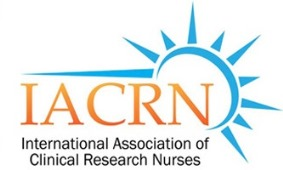 IACRN
International Association of
Clinical Research Nurses